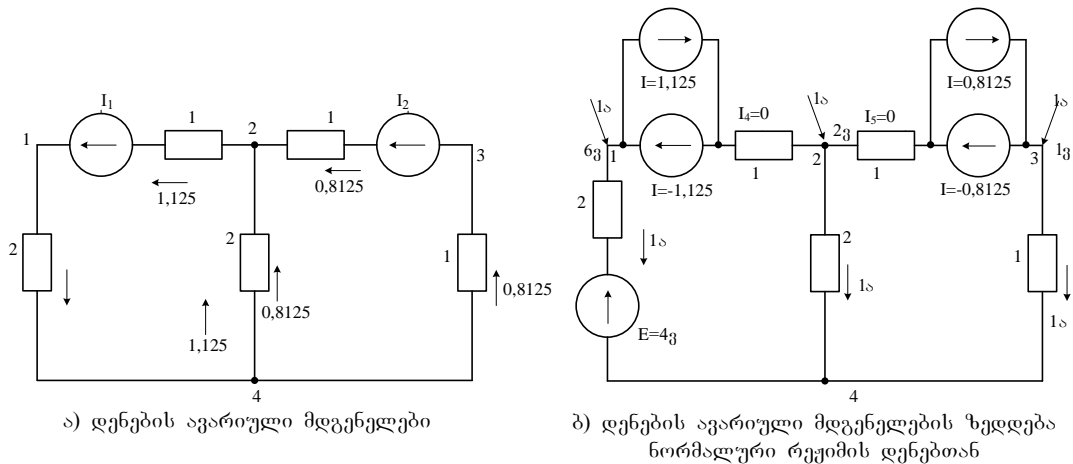 I₁
1
1
2
1
I₂
3
1,125
0,8125
2
2
1
0,8125
1,125
0,8125
4
ა) დენების ავარიული მდგენელები
I=1,125
I=0,8125
1ა
I₄=0
1ა
I₅=0
1ა
6ვ
1
2ვ
2
3
1ვ
I=-1,125
1
1
I=-0,8125
2
1ა
2
1ა
1
1ა
E=4ვ
4
ბ) დენების ავარიული მდგენელების ზედდება
ნორმალური რეჟიმის დენებთან